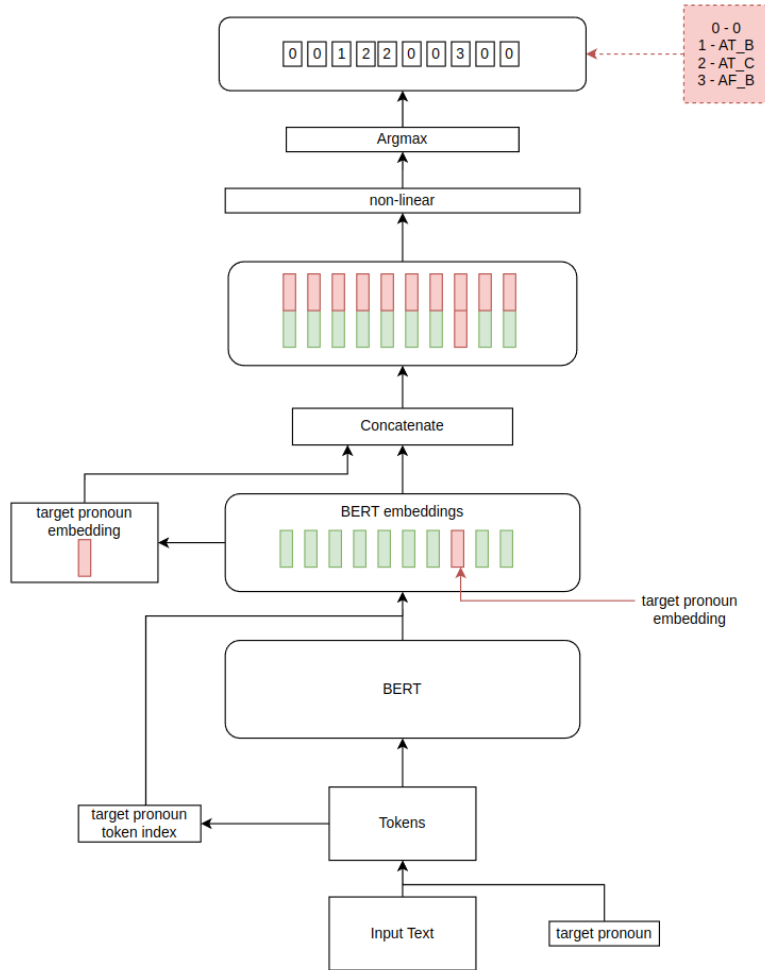 0 0 1 2 2 0 0 3 0 0
0 - 0
1 - AT_B
2 - AT_C
3 - AF_B
Argmax
non-linear
Concatenate
target pronoun
embedding
BERT embeddings
target pronoun
embedding
BERT
target pronoun
token index
Tokens
Input Text
target pronoun